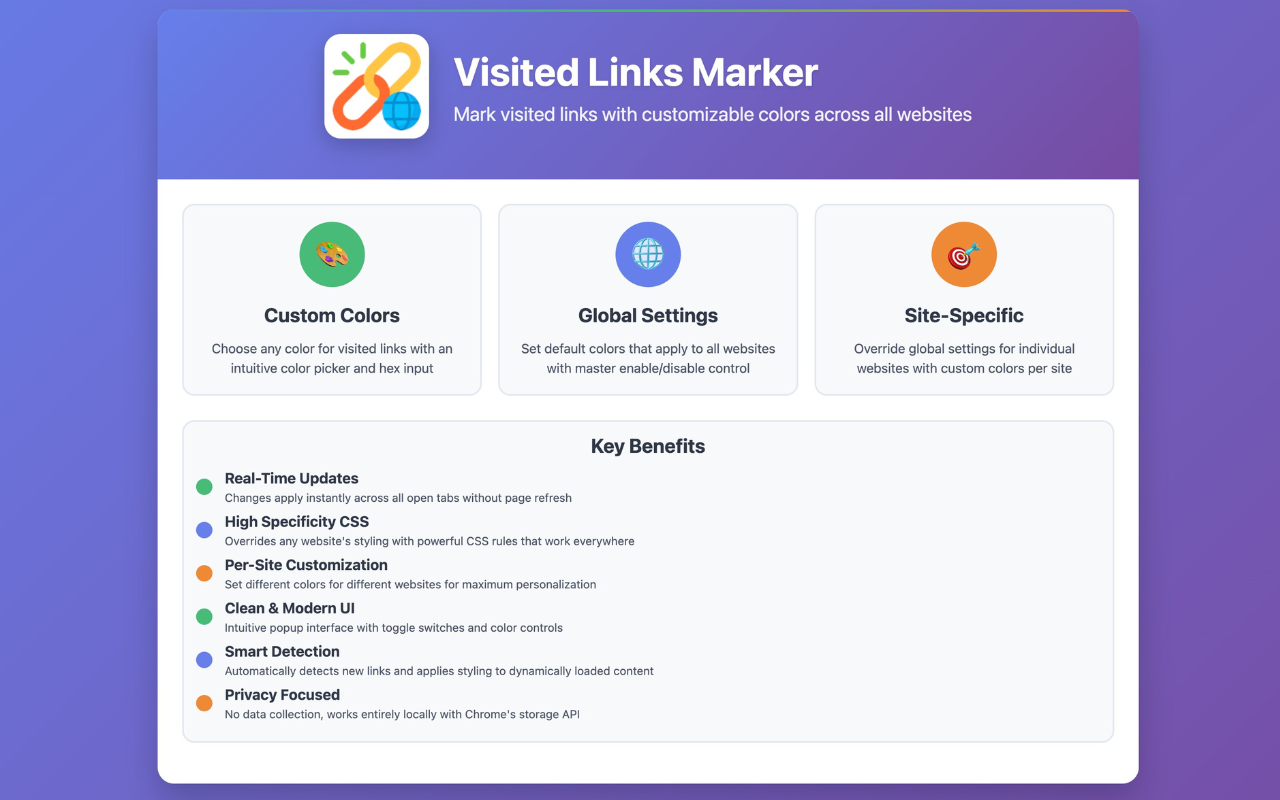 Visited Links Marker
Mark visited links with customizable colors across all websites
Custom Colors
Choose any color for visited links with an
intuitive color picker and hex input
Global Settings
Set default colors that apply to all websites
with master enable/disable control
Site-Specific
Override global settings for individual
websites with custom colors per site
Key Benefits
Real-Time Updates
Changes apply instantly across all open tabs without page refresh
High Specificity CSS
Overrides any website's styling with powerful CSS rules that work everywhere
Per-Site Customization
Set different colors for different websites for maximum personalization
Clean & Modern UI
Intuitive popup interface with toggle switches and color controls
Smart Detection
Automatically detects new links and applies styling to dynamically loaded content
Privacy Focused
No data collection, works entirely locally with Chrome's storage API